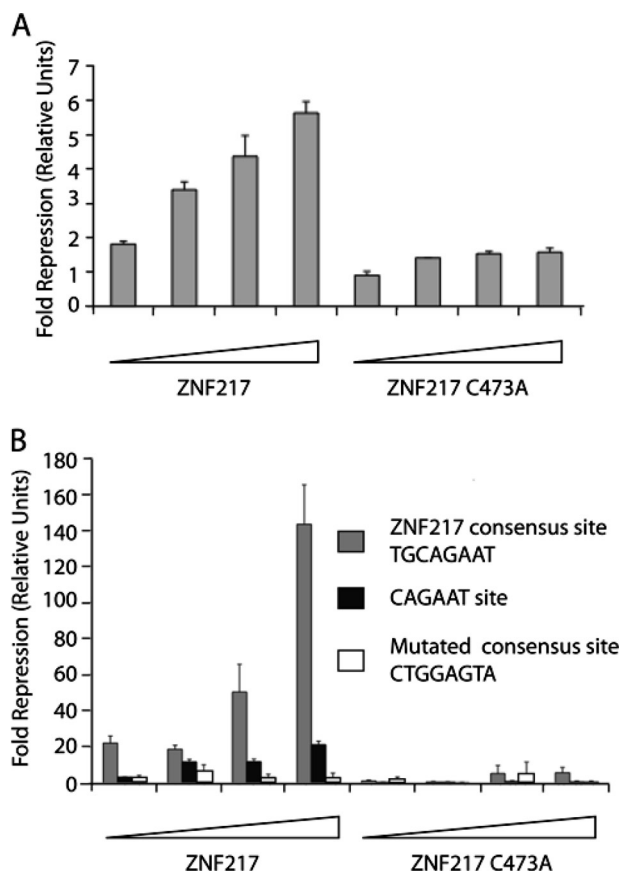 A
Fold Repression (Relative Units)
7
6
5
4
3
2
1
0
ZNF217
ZNF217 C473A
B
Fold Repression (Relative Units)
180
160
140
120
100
80
60
40
20
0
ZNF217 consensus site
TGCAGAAT
CAGAAT site
Mutated consensus site
CTGGAGTA
ZNF217
ZNF217 C473A